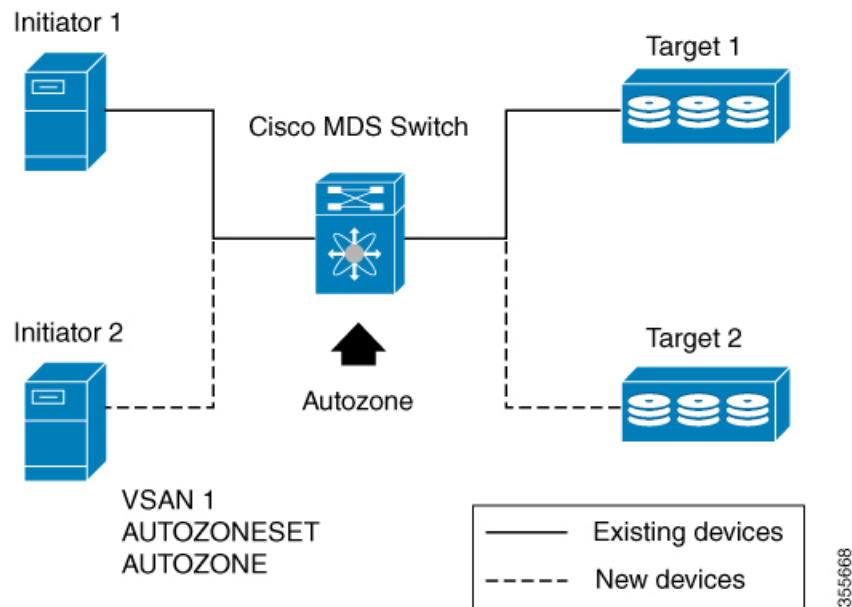 Initiator 1
Target 1
Cisco MDS Switch
Initiator 2
Target 2
Autozone
VSAN 1
AUTOZONESET
AUTOZONE
Existing devices
New devices
355668